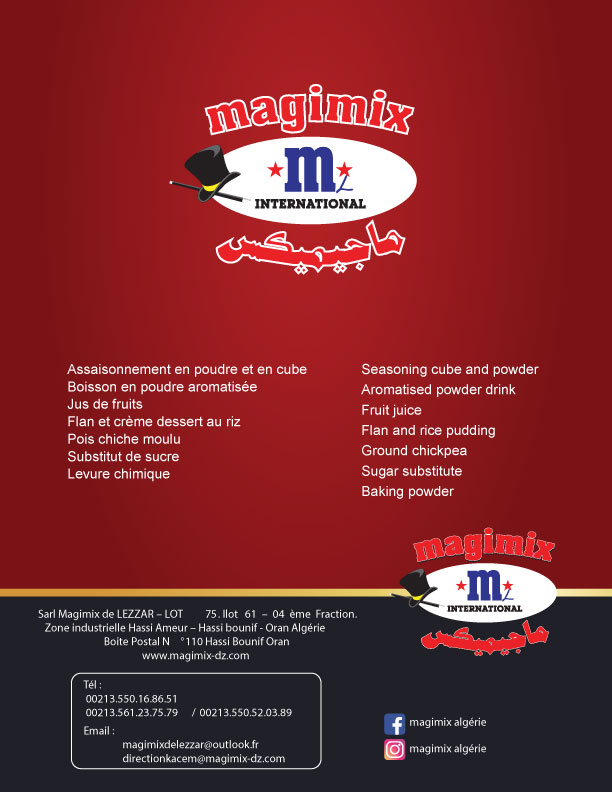 magimix
ML
INTERNATIONAL
ماجيميكس
Assaisonnement en poudre et en cube
Boisson en poudre aromatisée
Jus de fruits
Flan et crème dessert au riz
Pois chiche moulu
Substitut de sucre
Levure chimique
Seasoning cube and powder
Aromatised powder drink
Fruit juice
Flan and rice pudding
Ground chickpea
Sugar substitute
Baking powder
magimix
ML
INTERNATIONAL
ماجيميكس
Sarl Magimix de LEZZAR – LOT 75. Ilot 61 – 04 ème Fraction.
Zone industrielle Hassi Ameur – Hassi bounif - Oran Algérie
Boite Postal N °110 Hassi Bounif Oran
www.magimix-dz.com
Tél :
00213.550.16.86.51
00213.561.23.75.79 / 00213.550.52.03.89
Email :
magimixdelezzar@outlook.fr
directionkacem@magimix-dz.com
magimix algérie
magimix algérie